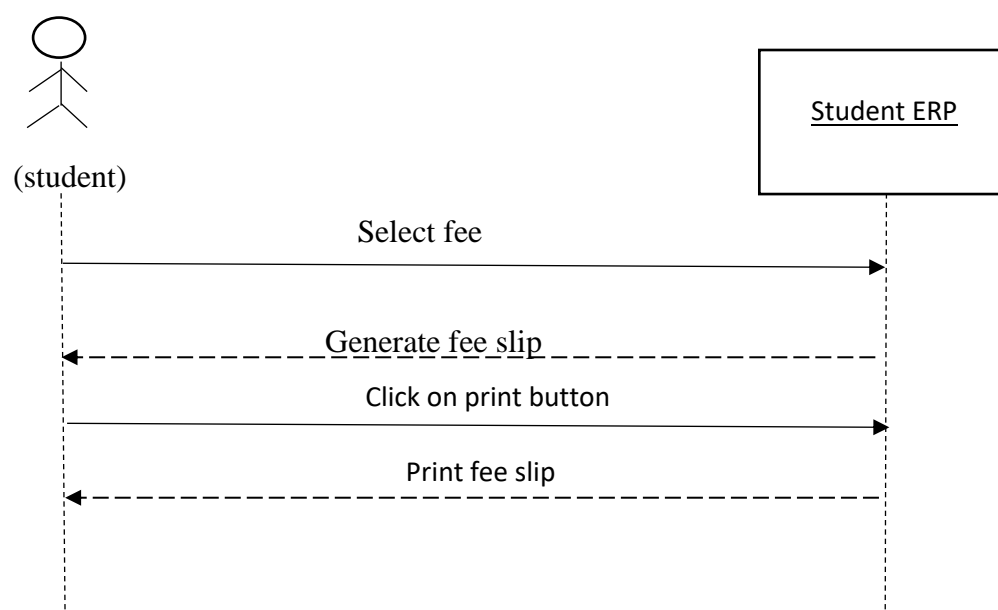 Student ERP
(student)
Select fee
Generate fee slip
Click on print button
Print fee slip